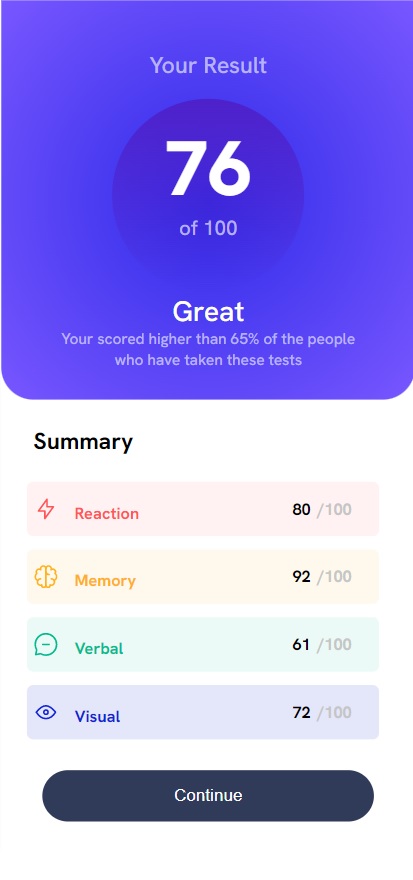 Your Result
76
of 100
Great
Your scored higher than 65% of the people
who have taken these tests
Summary
Reaction 80 /100
Memory 92 /100
Verbal 61 /100
Visual 72 /100
Continue